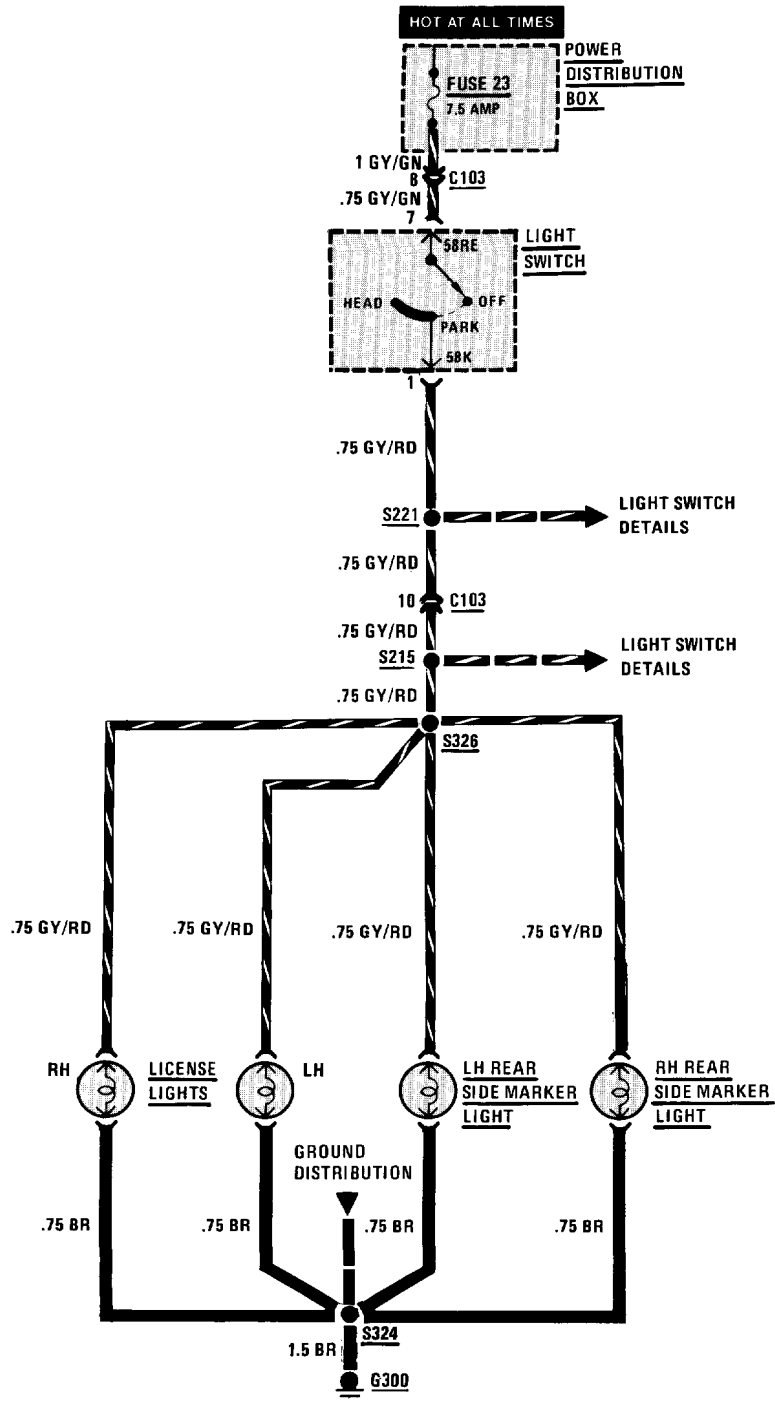 HOT AT ALL TIMES
POWER
DISTRIBUTION
BOX
FUSE 23
7.5 AMP
1 GY/GN
8
C103
.75 GY/GN
7
LIGHT
SWITCH
58RE
HEAD
OFF
PARK
58K
1
.75 GY/RD
S221
LIGHT SWITCH
DETAILS
.75 GY/RD
10
C103
.75 GY/RD
S215
LIGHT SWITCH
DETAILS
.75 GY/RD
S326
.75 GY/RD
.75 GY/RD
.75 GY/RD
.75 GY/RD
RH
LICENSE
LIGHTS
LH
LH REAR
SIDE MARKER
LIGHT
RH REAR
SIDE MARKER
LIGHT
GROUND
DISTRIBUTION
.75 BR
.75 BR
.75 BR
.75 BR
S324
1.5 BR
G300